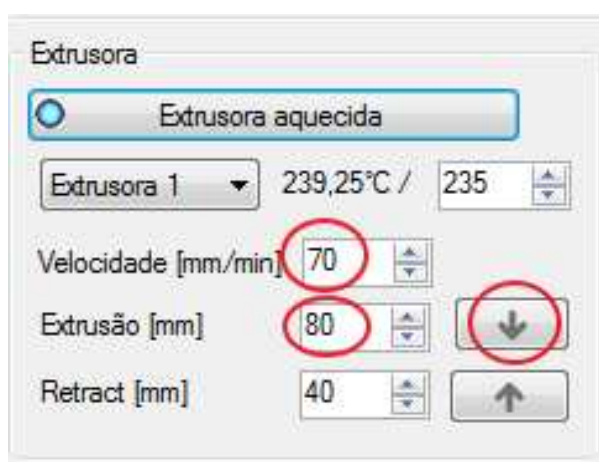 Extrusora
Extrusora aquecida
Extrusora 1 239,25°C / 235
Velocidade [mm/min] 70
Extrusão [mm] 80
Retract [mm] 40